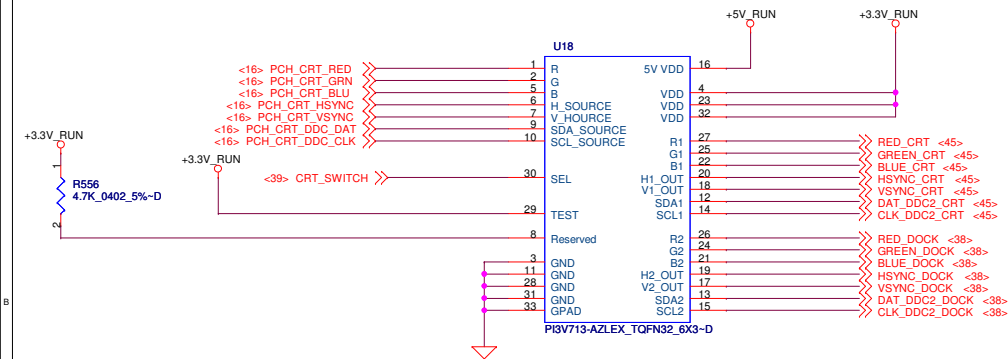 +5V_RUN
+3.3V_RUN
U18
<16> PCH_CRT_RED 1 R 5V VDD 16
<16> PCH_CRT_GRN 2 G
<16> PCH_CRT_BLU 5 B VDD 4
<16> PCH_CRT_HSYNC 6 H_SOURCE VDD 23
<16> PCH_CRT_VSYNC 7 V_HOURCE VDD 32
<16> PCH_CRT_DDC_DAT 9 SDA_SOURCE
<16> PCH_CRT_DDC_CLK 10 SCL_SOURCE
R1 27 RED_CRT <45>
G1 25 GREEN_CRT <45>
B1 22 BLUE_CRT <45>
H1_OUT 20 HSYNC_CRT <45>
V1_OUT 18 VSYNC_CRT <45>
SDA1 12 DAT_DDC2_CRT <45>
SCL1 14 CLK_DDC2_CRT <45>
+3.3V_RUN
+3.3V_RUN
<39> CRT_SWITCH 30 SEL
1
R556
4.7K_0402_5%~D
2
29 TEST
8 Reserved
R2 26 RED_DOCK <38>
G2 24 GREEN_DOCK <38>
B2 21 BLUE_DOCK <38>
H2_OUT 19 HSYNC_DOCK <38>
V2_OUT 17 VSYNC_DOCK <38>
SDA2 13 DAT_DDC2_DOCK <38>
SCL2 15 CLK_DDC2_DOCK <38>
3 GND
11 GND
28 GND
31 GND
33 GPAD
PI3V713-AZLEX_TQFN32_6X3~D
B